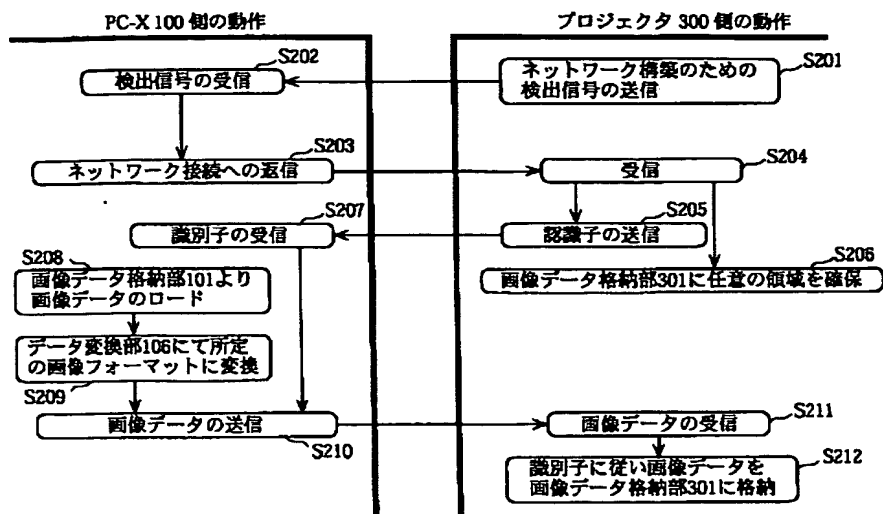 PC-X 100 側の動作
プロジェクタ 300 側の動作
S201
ネットワーク構築のための
検出信号の送信
S202
検出信号の受信
S203
ネットワーク接続への返信
S204
受信
S205
認識子の送信
S206
画像データ格納部301に任意の領域を確保
S207
識別子の受信
S208
画像データ格納部101より
画像データのロード
データ変換部106にて所定
の画像フォーマットに変換
S209
画像データの送信
S210
画像データの受信
S211
識別子に従い画像データを
画像データ格納部301に格納
S212